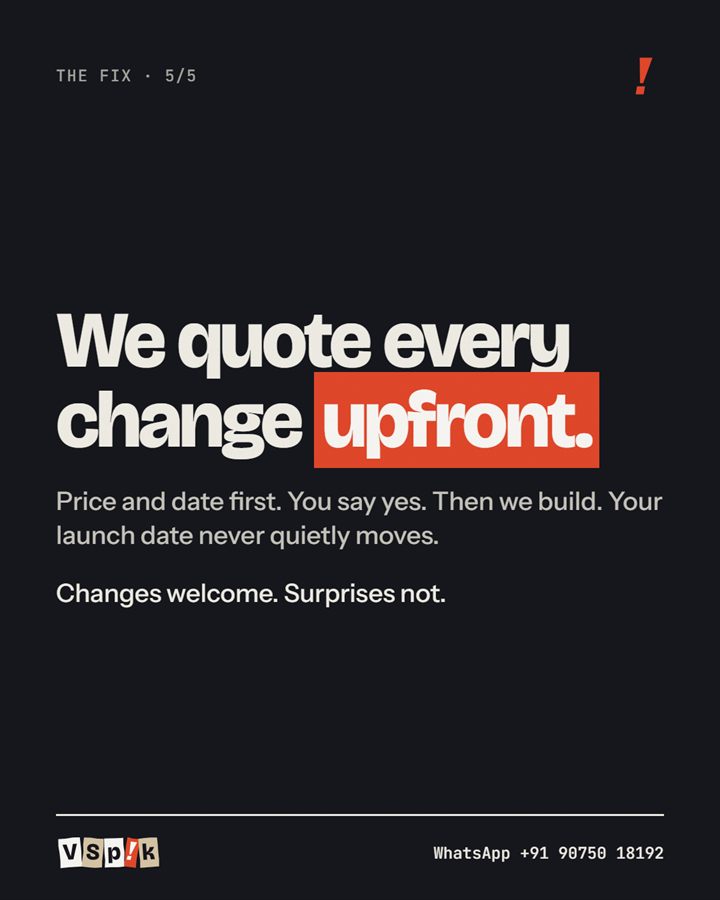 THE FIX · 5/5
!
We quote every
change upfront.
Price and date first. You say yes. Then we build. Your
launch date never quietly moves.
Changes welcome. Surprises not.
VSp!k
WhatsApp +91 90750 18192